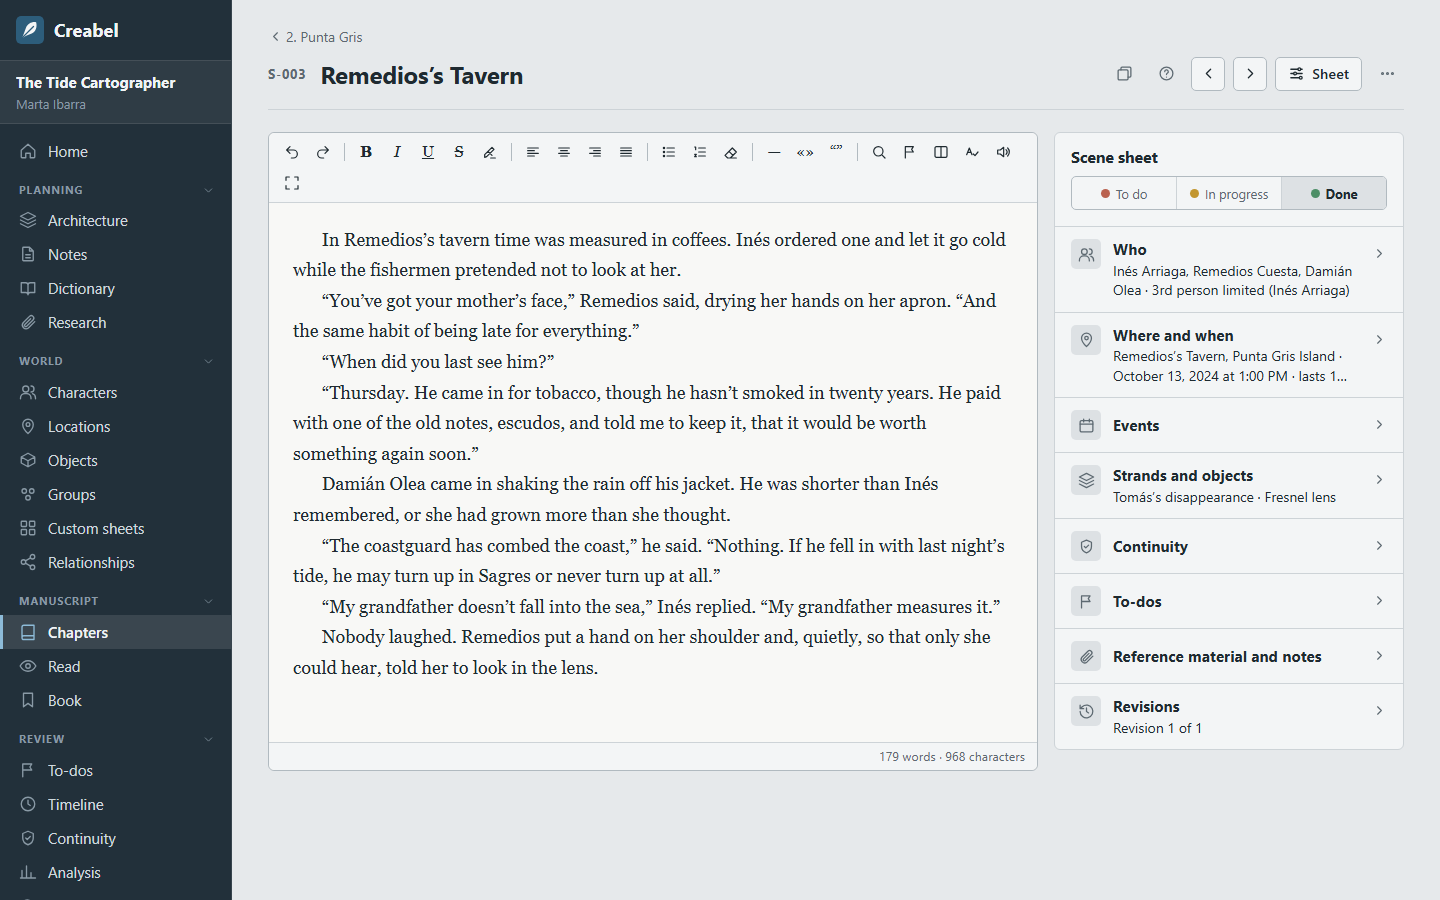 Creabel
The Tide Cartographer
Marta Ibarra
Home
PLANNING
Architecture
Notes
Dictionary
Research
WORLD
Characters
Locations
Objects
Groups
Custom sheets
Relationships
MANUSCRIPT
Chapters
Read
Book
REVIEW
To-dos
Timeline
Continuity
Analysis
2. Punta Gris
S-003 Remedios’s Tavern
Sheet
B I U S — «» “”
In Remedios’s tavern time was measured in coffees. Inés ordered one and let it go cold
while the fishermen pretended not to look at her.
“You’ve got your mother’s face,” Remedios said, drying her hands on her apron. “And
the same habit of being late for everything.”
“When did you last see him?”
“Thursday. He came in for tobacco, though he hasn’t smoked in twenty years. He paid
with one of the old notes, escudos, and told me to keep it, that it would be worth
something again soon.”
Damián Olea came in shaking the rain off his jacket. He was shorter than Inés
remembered, or she had grown more than she thought.
“The coastguard has combed the coast,” he said. “Nothing. If he fell in with last night’s
tide, he may turn up in Sagres or never turn up at all.”
“My grandfather doesn’t fall into the sea,” Inés replied. “My grandfather measures it.”
Nobody laughed. Remedios put a hand on her shoulder and, quietly, so that only she
could hear, told her to look in the lens.
179 words · 968 characters
Scene sheet
To do In progress Done
Who
Inés Arriaga, Remedios Cuesta, Damián
Olea · 3rd person limited (Inés Arriaga)
Where and when
Remedios’s Tavern, Punta Gris Island ·
October 13, 2024 at 1:00 PM · lasts 1...
Events
Strands and objects
Tomás’s disappearance · Fresnel lens
Continuity
To-dos
Reference material and notes
Revisions
Revision 1 of 1